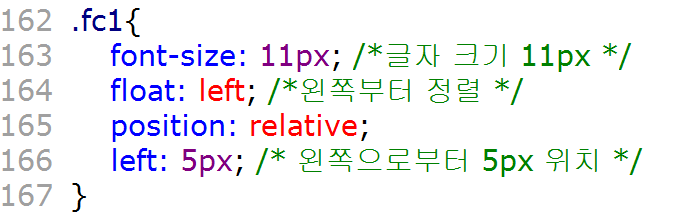 162 .fc1{
163 font-size: 11px; /*글자 크기 11px */
164 float: left; /*왼쪽부터 정렬 */
165 position: relative;
166 left: 5px; /* 왼쪽으로부터 5px 위치 */
167 }